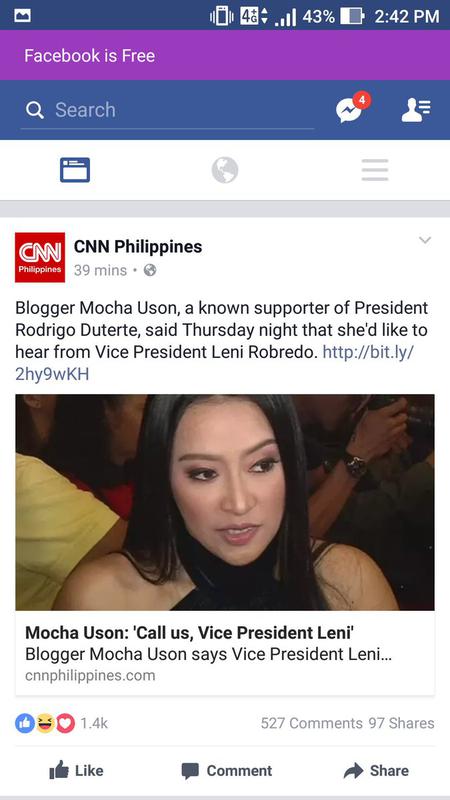 43% 2:42 PM
Facebook is Free
Search
4
CNN
Philippines
CNN Philippines
39 mins •
Blogger Mocha Uson, a known supporter of President
Rodrigo Duterte, said Thursday night that she'd like to
hear from Vice President Leni Robredo. http://bit.ly/
2hy9wKH
Mocha Uson: 'Call us, Vice President Leni'
Blogger Mocha Uson says Vice President Leni...
cnnphilippines.com
1.4k 527 Comments 97 Shares
Like Comment Share